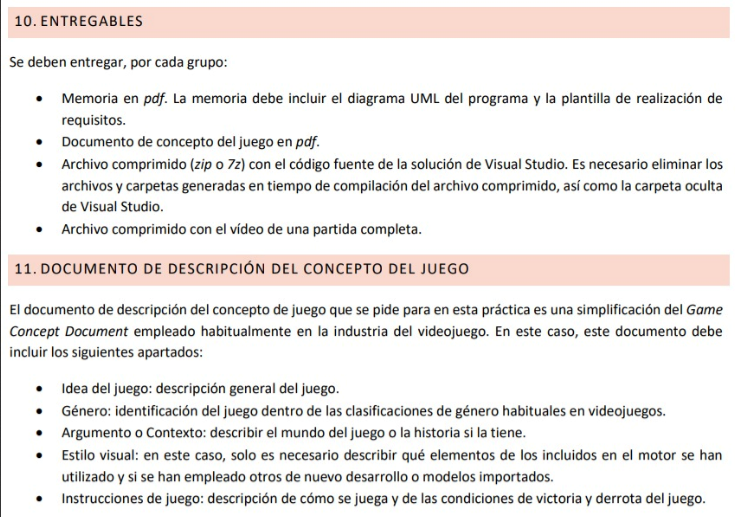 10. ENTREGABLES
Se deben entregar, por cada grupo:
• Memoria en pdf. La memoria debe incluir el diagrama UML del programa y la plantilla de realización de
requisitos.
• Documento de concepto del juego en pdf.
• Archivo comprimido (zip o 7z) con el código fuente de la solución de Visual Studio. Es necesario eliminar los
archivos y carpetas generadas en tiempo de compilación del archivo comprimido, así como la carpeta oculta
de Visual Studio.
• Archivo comprimido con el vídeo de una partida completa.
11. DOCUMENTO DE DESCRIPCIÓN DEL CONCEPTO DEL JUEGO
El documento de descripción del concepto de juego que se pide para en esta práctica es una simplificación del Game
Concept Document empleado habitualmente en la industria del videojuego. En este caso, este documento debe
incluir los siguientes apartados:
• Idea del juego: descripción general del juego.
• Género: identificación del juego dentro de las clasificaciones de género habituales en videojuegos.
• Argumento o Contexto: describir el mundo del juego o la historia si la tiene.
• Estilo visual: en este caso, solo es necesario describir qué elementos de los incluidos en el motor se han
utilizado y si se han empleado otros de nuevo desarrollo o modelos importados.
• Instrucciones de juego: descripción de cómo se juega y de las condiciones de victoria y derrota del juego.